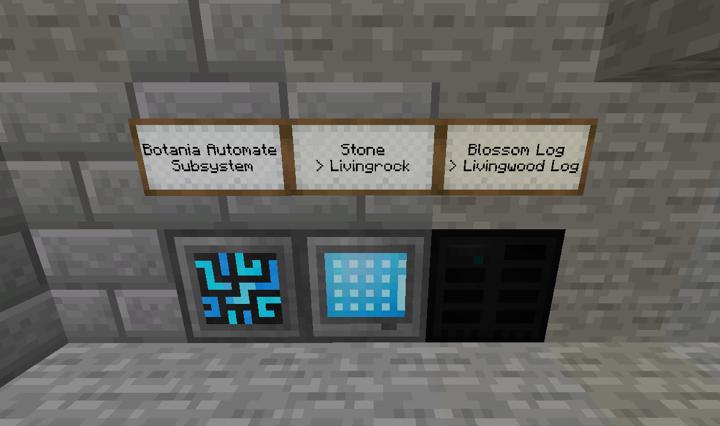 Botania Automate
Subsystem
Stone
> Livingrock
Blossom Log
> Livingwood Log